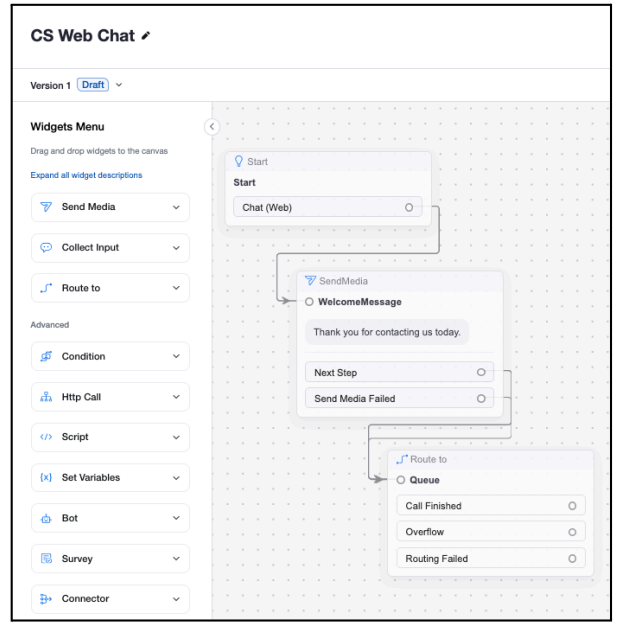 CS Web Chat
Version 1 Draft
Widgets Menu
Drag and drop widgets to the canvas
Expand all widget descriptions
Send Media
Collect Input
Route to
Advanced
Condition
Http Call
</> Script
{x} Set Variables
Bot
Survey
Connector
Start
Start
Chat (Web)
SendMedia
WelcomeMessage
Thank you for contacting us today.
Next Step
Send Media Failed
Route to
Queue
Call Finished
Overflow
Routing Failed